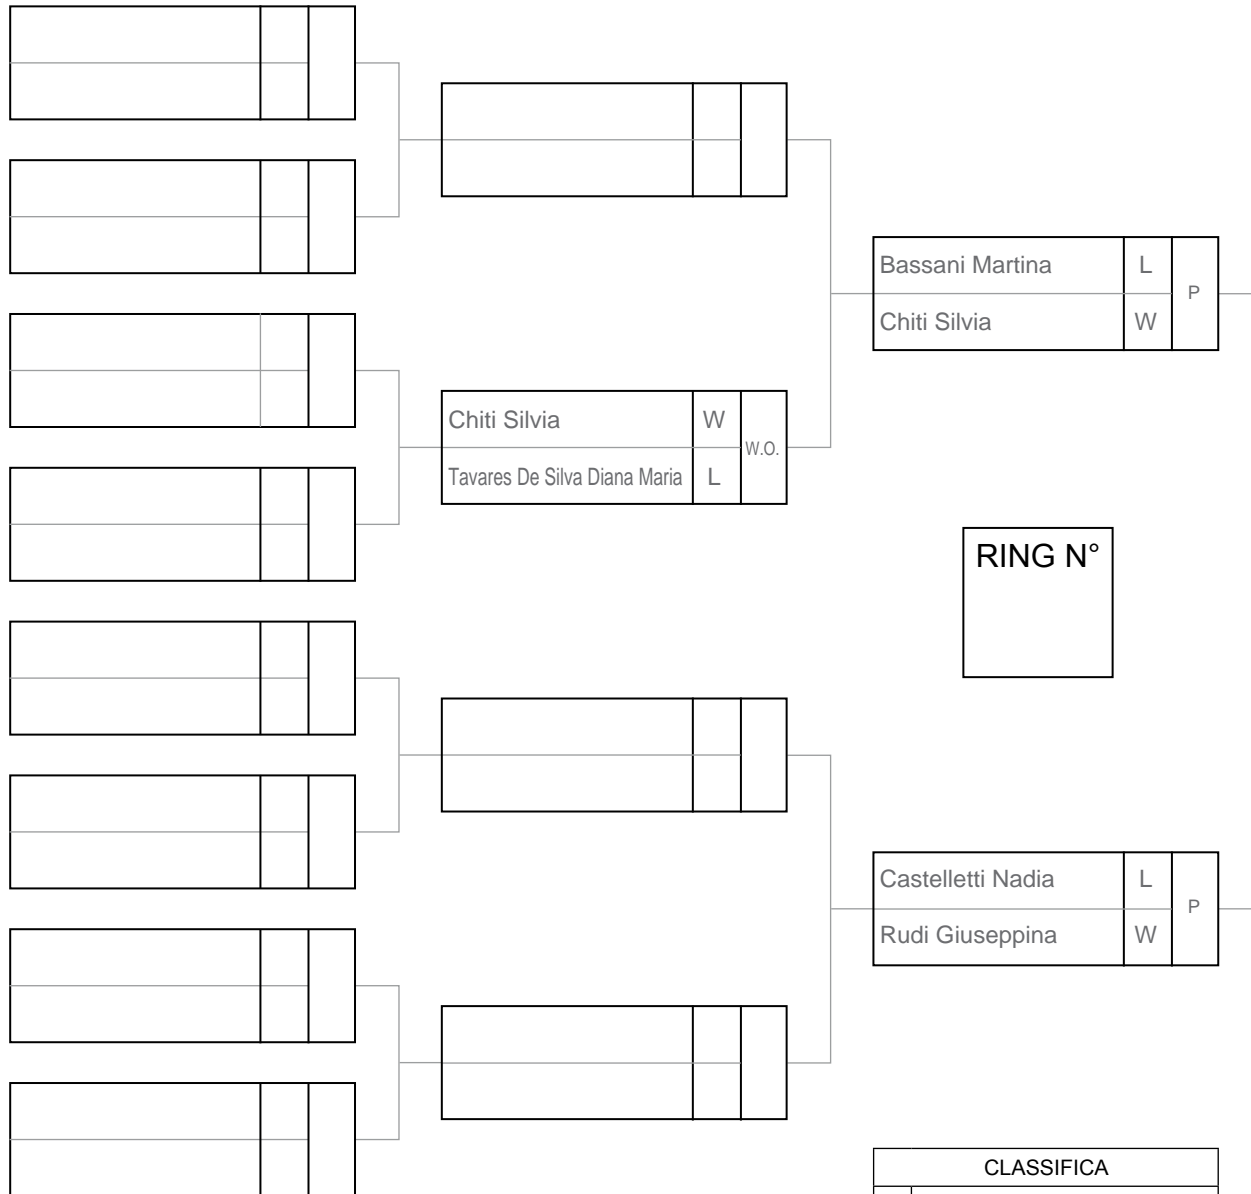 Bassani Martina L
P
Chiti Silvia W
Chiti Silvia W
W.O.
Tavares De Silva Diana Maria L
RING N°
Castelletti Nadia L
P
Rudi Giuseppina W
CLASSIFICA